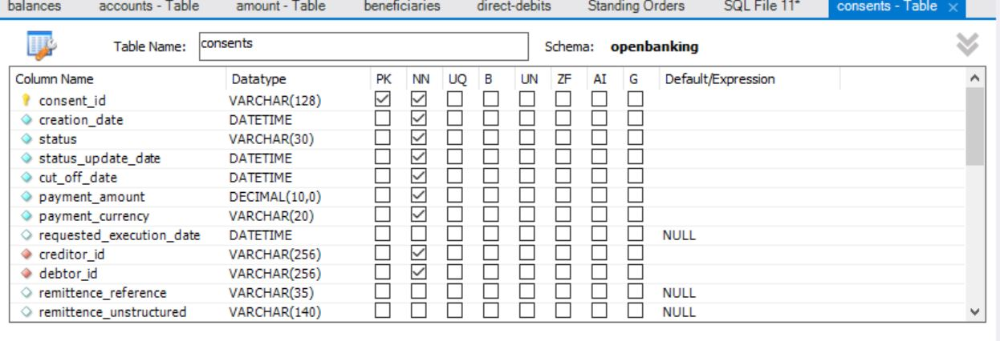 balances accounts - Table amount - Table beneficiaries direct-debits Standing Orders SQL File 11* consents - Table ×
Table Name: consents Schema: openbanking
Column Name Datatype PK NN UQ B UN ZF AI G Default/Expression
consent_id VARCHAR(128)
creation_date DATETIME
status VARCHAR(30)
status_update_date DATETIME
cut_off_date DATETIME
payment_amount DECIMAL(10,0)
payment_currency VARCHAR(20)
requested_execution_date DATETIME NULL
creditor_id VARCHAR(256)
debtor_id VARCHAR(256)
remittence_reference VARCHAR(35) NULL
remittence_unstructured VARCHAR(140) NULL